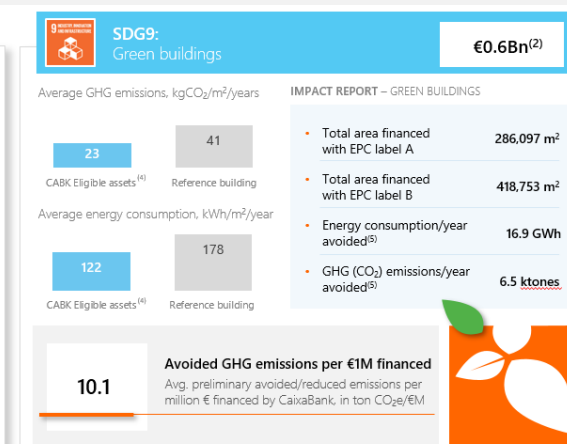 9 INDUSTRY, INNOVATION
AND INFRASTRUCTURE
SDG9:
Green buildings
€0.6Bn(2)
Average GHG emissions, kgCO₂/m²/years
23
41
CABK Eligible assets (4)
Reference building
Average energy consumption, kWh/m²/year
122
178
CABK Eligible assets (4)
Reference building
IMPACT REPORT – GREEN BUILDINGS
• Total area financed
with EPC label A
286,097 m²
• Total area financed
with EPC label B
418,753 m²
• Energy consumption/year
avoided(5)
16.9 GWh
• GHG (CO₂) emissions/year
avoided(5)
6.5 ktones
10.1
Avoided GHG emissions per €1M financed
Avg. preliminary avoided/reduced emissions per
million € financed by CaixaBank, in ton CO₂e/€M